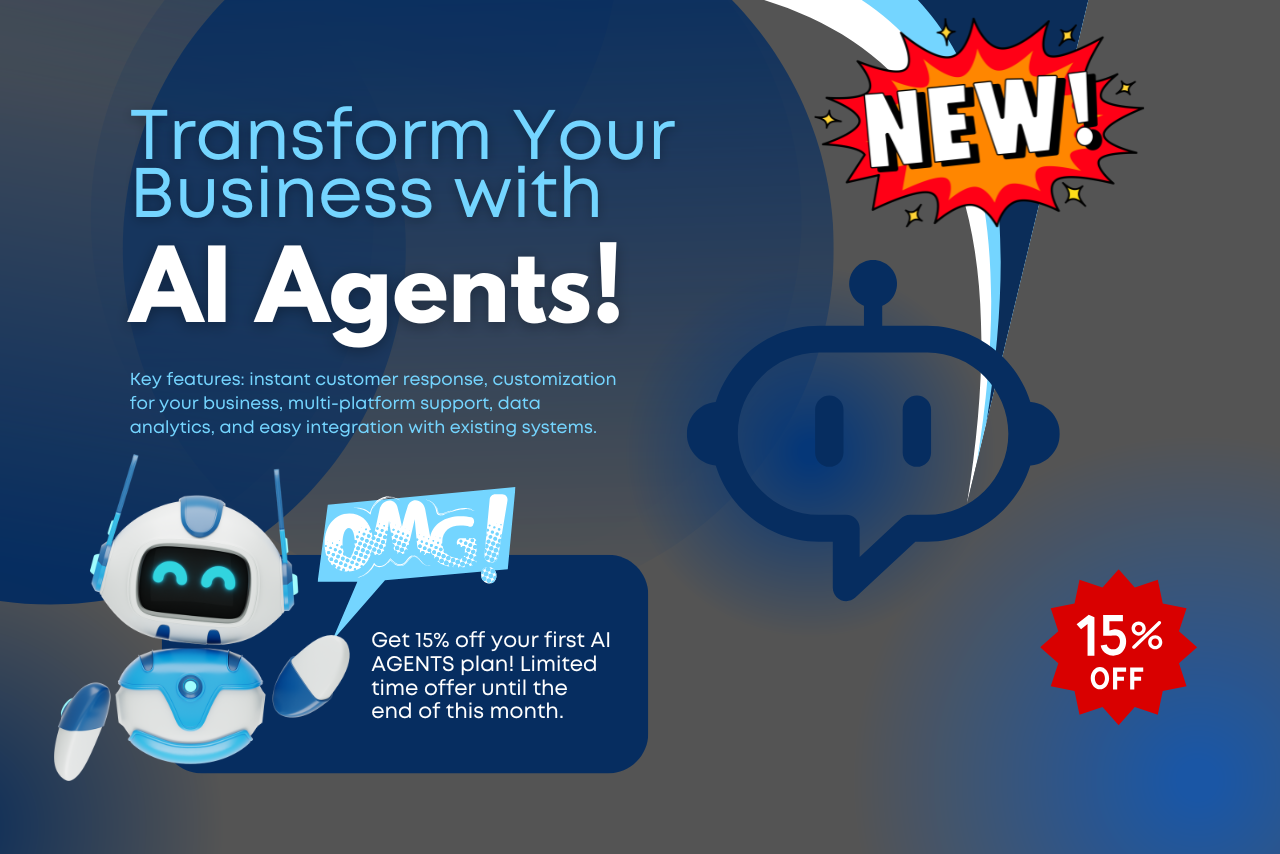 NEW!
Transform Your
Business with
AI Agents!
Key features: instant customer response, customization
for your business, multi-platform support, data
analytics, and easy integration with existing systems.
OMG!
Get 15% off your first AI
AGENTS plan! Limited
time offer until the
end of this month.
15%
OFF